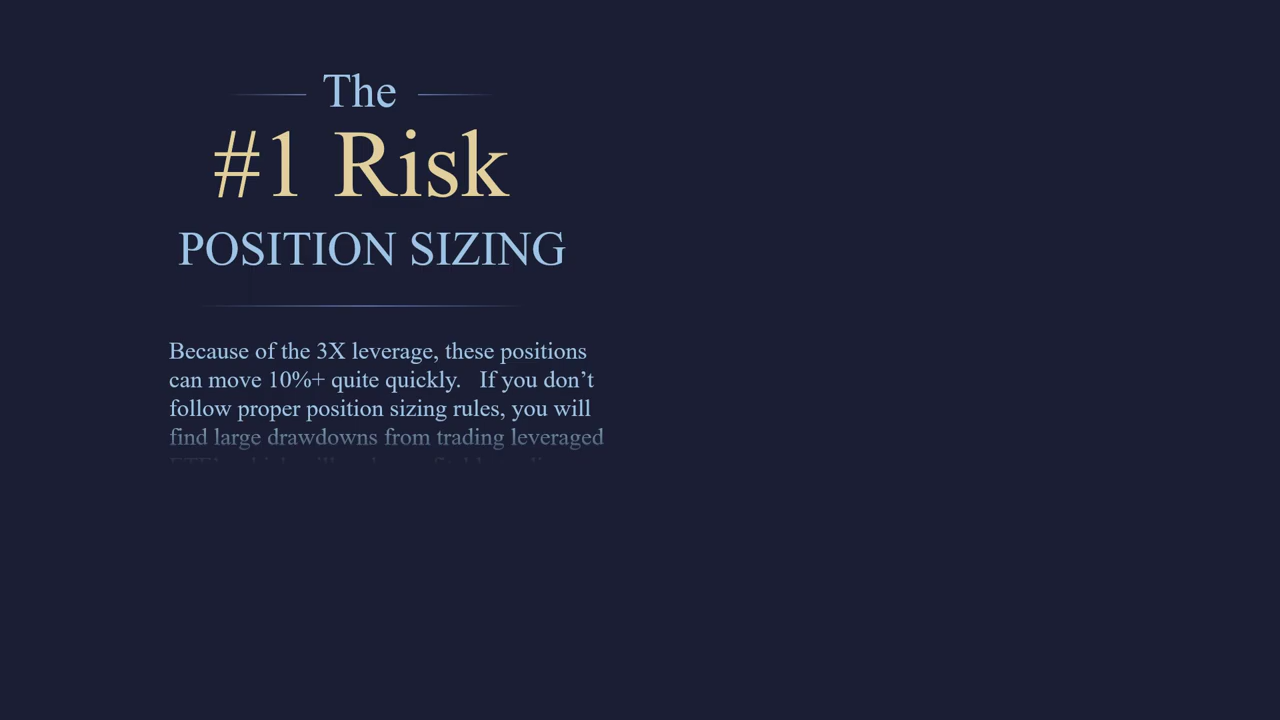 The
#1 Risk
POSITION SIZING
Because of the 3X leverage, these positions
can move 10%+ quite quickly.   If you don’t
follow proper position sizing rules, you will
find large drawdowns from trading leveraged